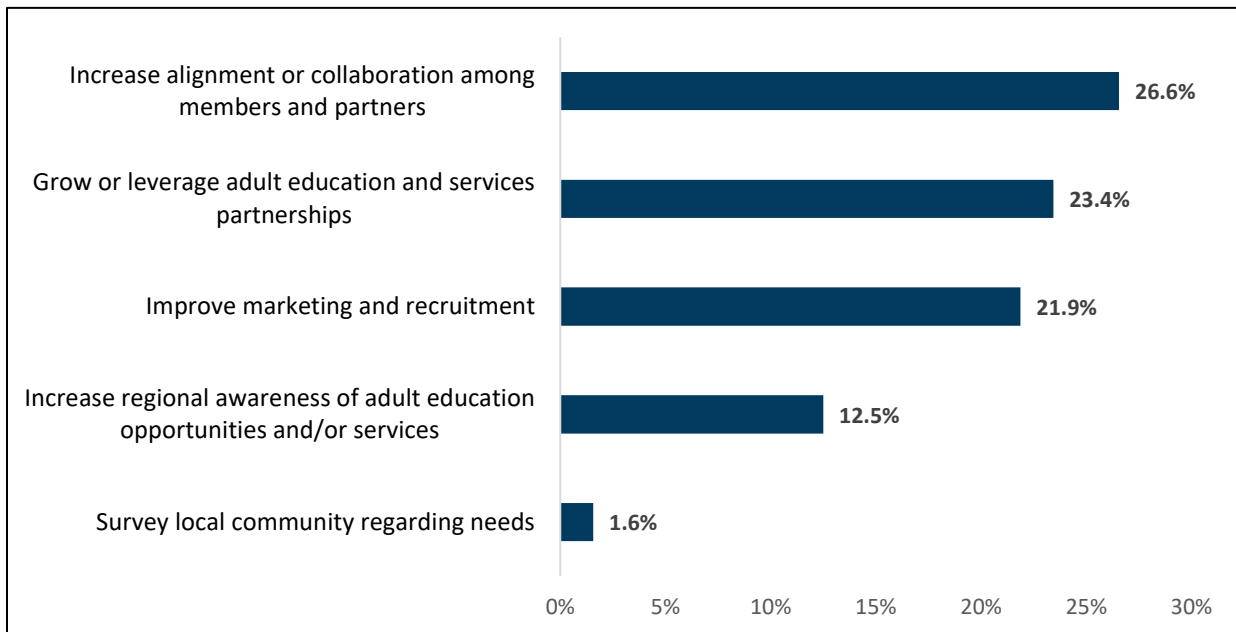 Increase alignment or collaboration among
members and partners
26.6%
Grow or leverage adult education and services
partnerships
23.4%
Improve marketing and recruitment
21.9%
Increase regional awareness of adult education
opportunities and/or services
12.5%
Survey local community regarding needs
1.6%
0% 5% 10% 15% 20% 25% 30%